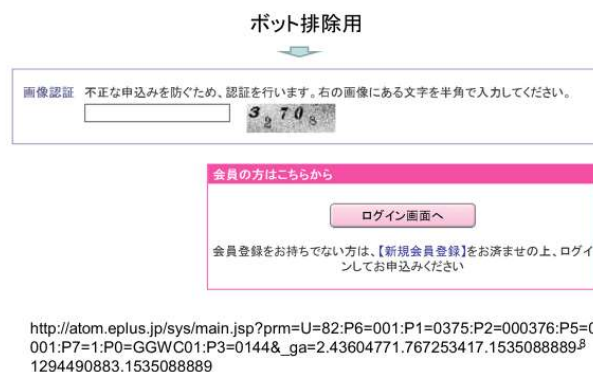 ボット排除用
画像認証 不正な申込みを防ぐため、認証を行います。右の画像にある文字を半角で入力してください。
3 2 7 0 8
会員の方はこちらから
ログイン画面へ
会員登録をお持ちでない方は、【新規会員登録】をお済ませの上、ログイ
ンしてお申込みください
http://atom.eplus.jp/sys/main.jsp?prm=U=82:P6=001:P1=0375:P2=000376:P5=0
001:P7=1:P0=GGWC01:P3=0144&_ga=2.43604771.767253417.1535088889-
8
1294490883.1535088889